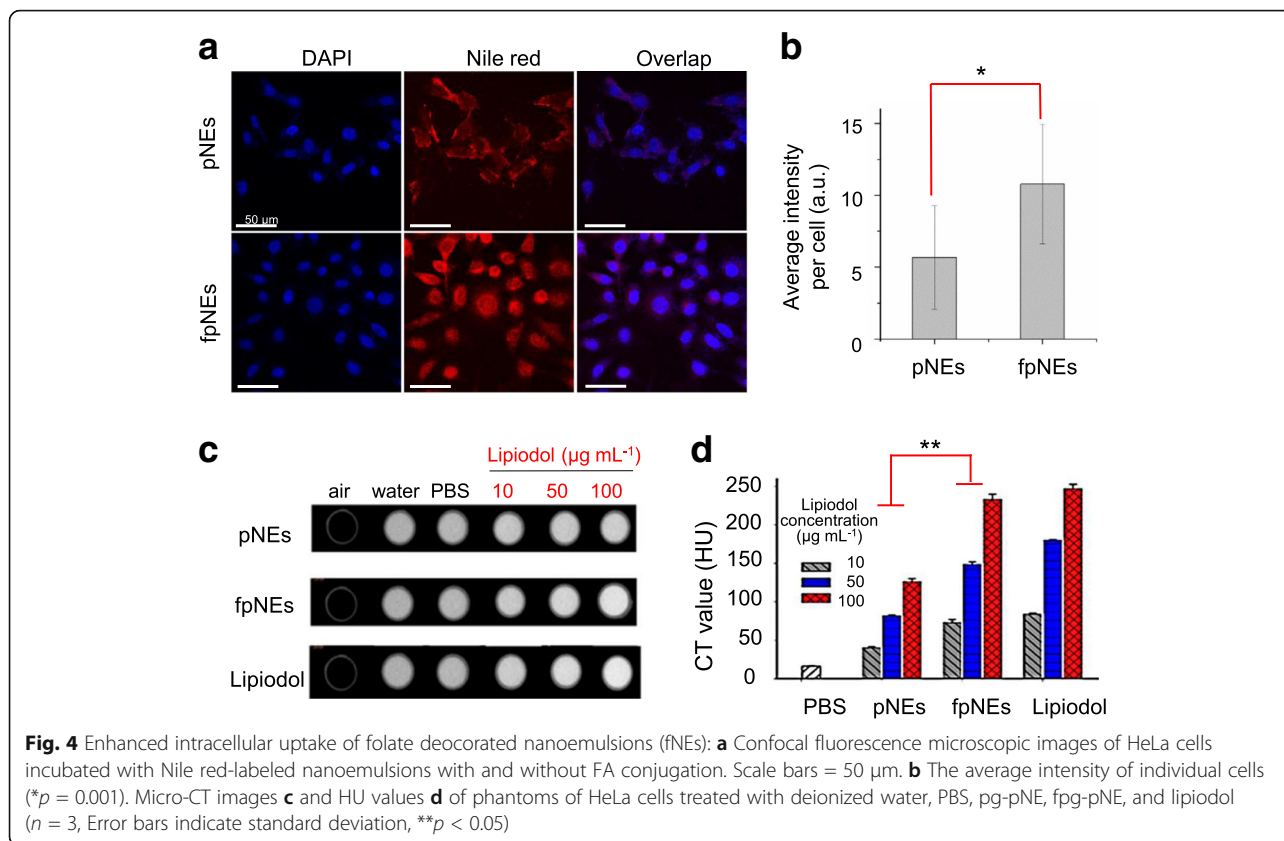 a
DAPI Nile red Overlap
pNEs
50 µm
fpNEs
b
*
Average intensity
per cell (a.u.)
15
10
5
0
pNEs fpNEs
c
Lipiodol (µg mL-1)
air water PBS 10 50 100
pNEs
fpNEs
Lipiodol
d
**
CT value (HU)
250
200
150
100
50
0
Lipiodol
concentration
(µg mL-1)
10
50
100
PBS pNEs fpNEs Lipiodol
Fig. 4 Enhanced intracellular uptake of folate deocorated nanoemulsions (fNEs): a Confocal fluorescence microscopic images of HeLa cells
incubated with Nile red-labeled nanoemulsions with and without FA conjugation. Scale bars = 50 µm. b The average intensity of individual cells
(*p = 0.001). Micro-CT images c and HU values d of phantoms of HeLa cells treated with deionized water, PBS, pg-pNE, fpg-pNE, and lipiodol
(n = 3, Error bars indicate standard deviation, **p < 0.05)